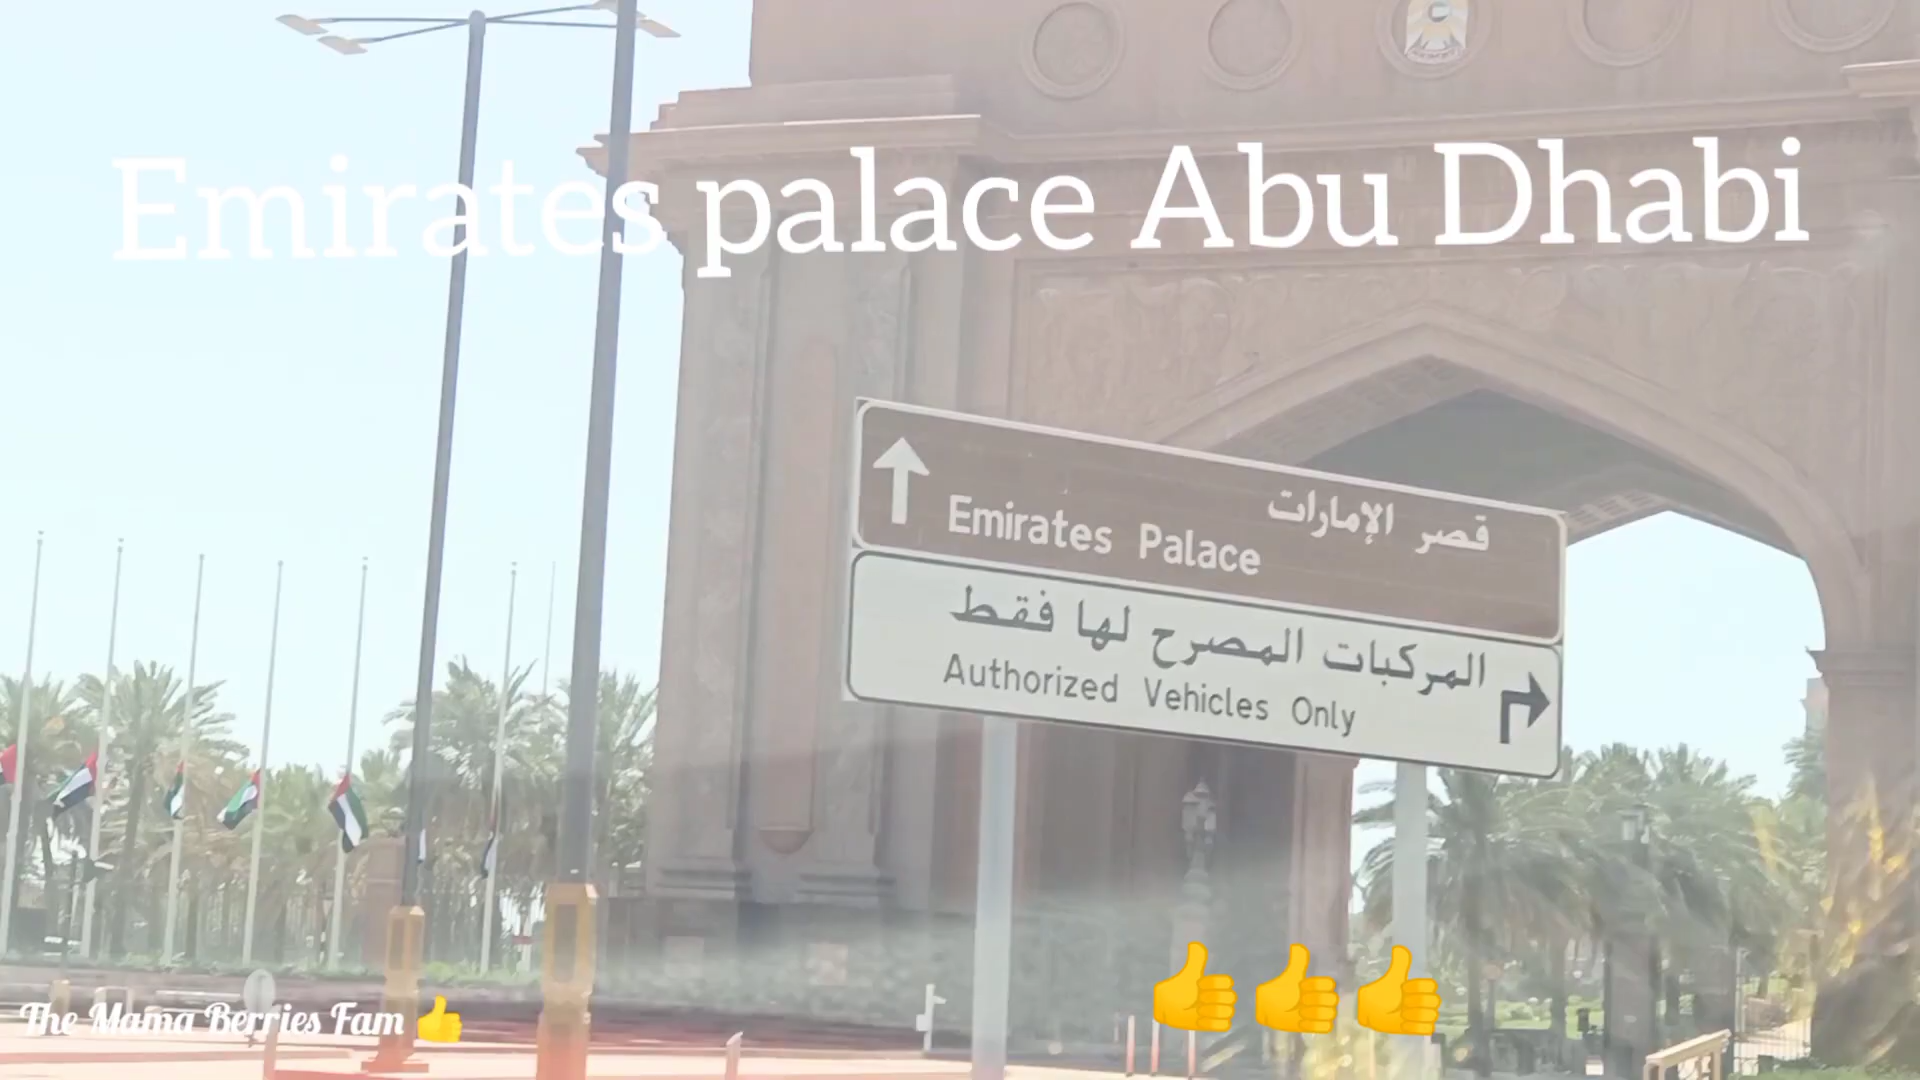 Emirates palace Abu Dhabi
قصر الإمارات
Emirates Palace
المركبات المصرح لها فقط
Authorized Vehicles Only
The Mama Berries Fam 👍
👍👍👍